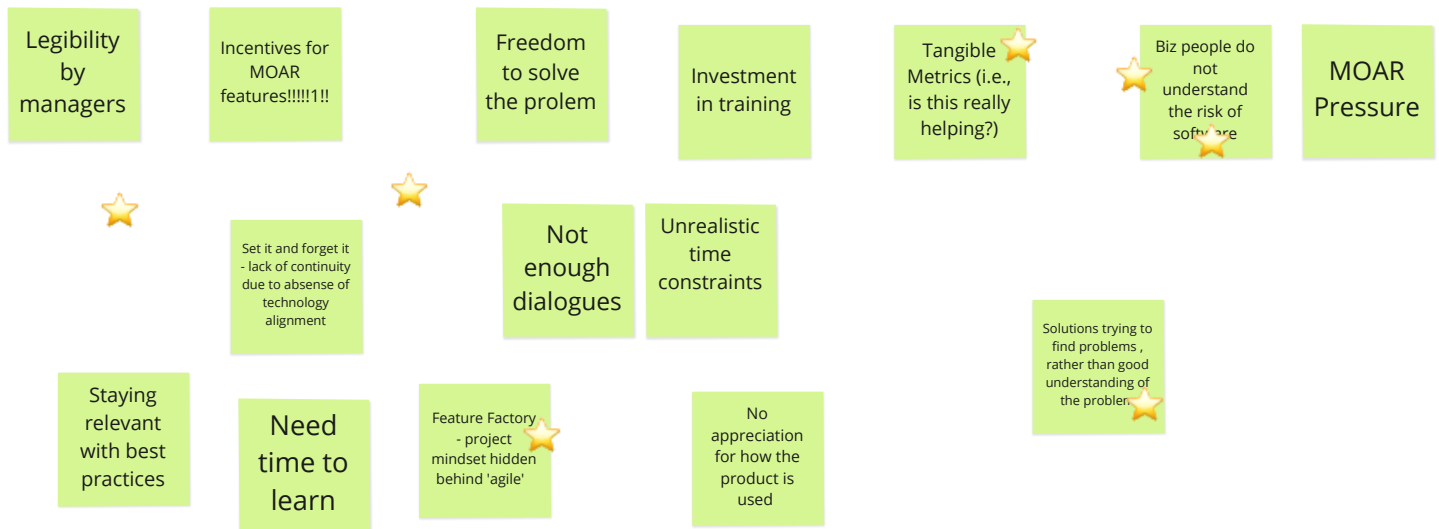 Legibility
by
managers
Incentives for
MOAR
features!!!!!1!!
Freedom
to solve
the prolem
Investment
in training
Tangible
Metrics (i.e.,
is this really
helping?)
Biz people do
not
understand
the risk of
software
MOAR
Pressure
Set it and forget it
- lack of continuity
due to absense of
technology
alignment
Not
enough
dialogues
Unrealistic
time
constraints
Solutions trying to
find problems ,
rather than good
understanding of
the problem
Staying
relevant
with best
practices
Need
time to
learn
Feature Factory
- project
mindset hidden
behind 'agile'
No
appreciation
for how the
product is
used